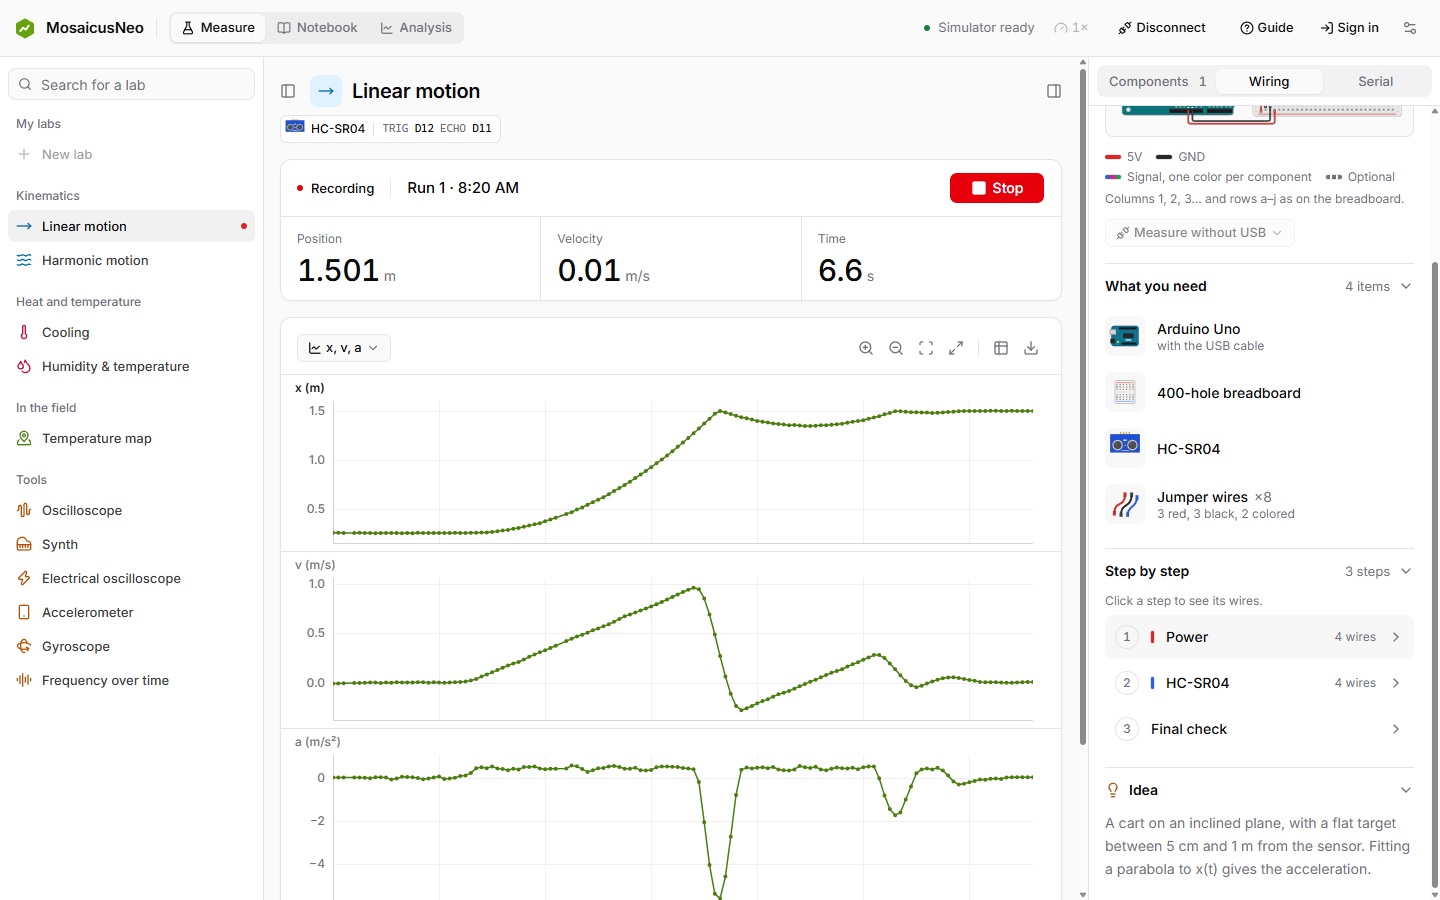 MosaicusNeo
Measure
Notebook
Analysis
Simulator ready
1×
Disconnect
Guide
Sign in
Search for a lab
My labs
New lab
Kinematics
Linear motion
Harmonic motion
Heat and temperature
Cooling
Humidity & temperature
In the field
Temperature map
Tools
Oscilloscope
Synth
Electrical oscilloscope
Accelerometer
Gyroscope
Frequency over time
Linear motion
HC-SR04
TRIG D12 ECHO D11
Recording
Run 1 · 8:20 AM
Stop
Position
1.501 m
Velocity
0.01 m/s
Time
6.6 s
x, v, a
x (m)
1.5
1.0
0.5
v (m/s)
1.0
0.5
0.0
a (m/s²)
0
−2
−4
Components 1
Wiring
Serial
5V
GND
Signal, one color per component
Optional
Columns 1, 2, 3... and rows a–j as on the breadboard.
Measure without USB
What you need
4 items
Arduino Uno
with the USB cable
400-hole breadboard
HC-SR04
Jumper wires ×8
3 red, 3 black, 2 colored
Step by step
3 steps
Click a step to see its wires.
1 Power 4 wires
2 HC-SR04 4 wires
3 Final check
Idea
A cart on an inclined plane, with a flat target
between 5 cm and 1 m from the sensor. Fitting
a parabola to x(t) gives the acceleration.